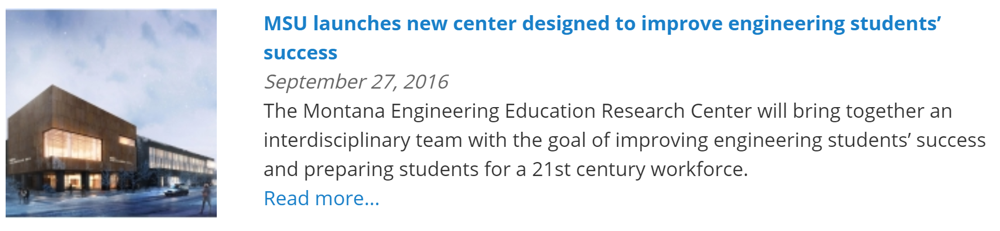 MSU launches new center designed to improve engineering students’
success
September 27, 2016
The Montana Engineering Education Research Center will bring together an
interdisciplinary team with the goal of improving engineering students’ success
and preparing students for a 21st century workforce.
Read more...